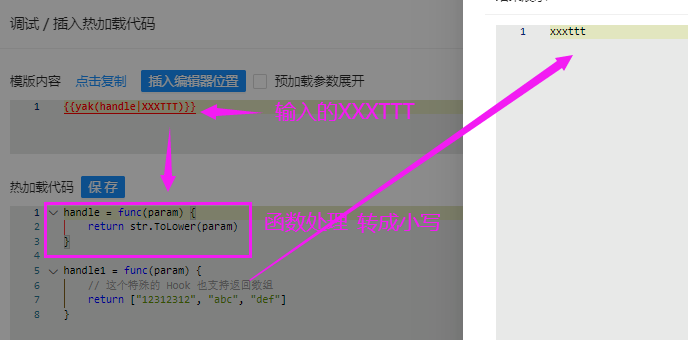 调试 / 插入热加载代码
模版内容 点击复制 插入编辑器位置 预加载参数展开
1 {{yak(handle|XXXTTT)}}
输入的XXXTTT
热加载代码 保存
1 handle = func(param) {
2 return str.ToLower(param)
3 }
函数处理 转成小写
4
5 handle1 = func(param) {
6 // 这个特殊的 Hook 也支持返回数组
7 return ["12312312", "abc", "def"]
8 }
1 xxxttt